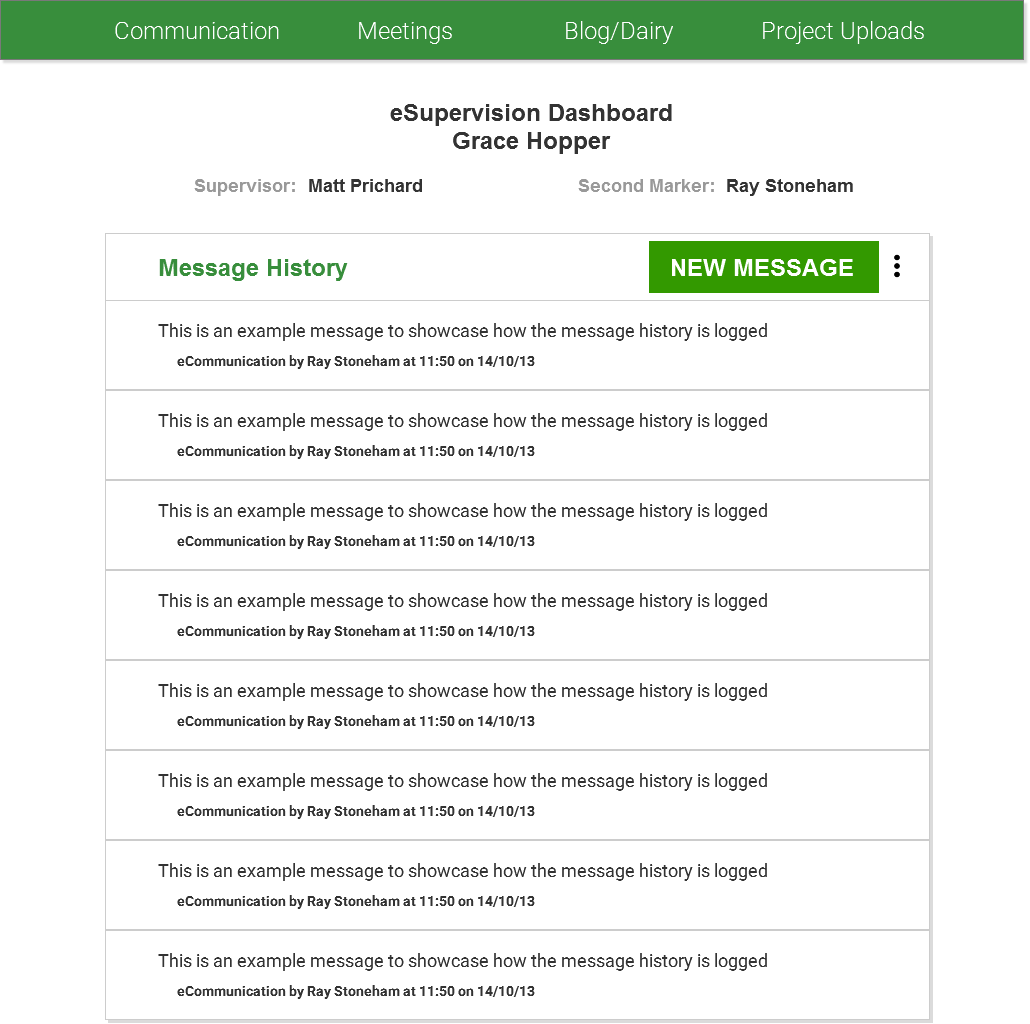 Communication Meetings Blog/Dairy Project Uploads
eSupervision Dashboard
Grace Hopper
Supervisor: Matt Prichard Second Marker: Ray Stoneham
Message History NEW MESSAGE
This is an example message to showcase how the message history is logged
eCommunication by Ray Stoneham at 11:50 on 14/10/13
This is an example message to showcase how the message history is logged
eCommunication by Ray Stoneham at 11:50 on 14/10/13
This is an example message to showcase how the message history is logged
eCommunication by Ray Stoneham at 11:50 on 14/10/13
This is an example message to showcase how the message history is logged
eCommunication by Ray Stoneham at 11:50 on 14/10/13
This is an example message to showcase how the message history is logged
eCommunication by Ray Stoneham at 11:50 on 14/10/13
This is an example message to showcase how the message history is logged
eCommunication by Ray Stoneham at 11:50 on 14/10/13
This is an example message to showcase how the message history is logged
eCommunication by Ray Stoneham at 11:50 on 14/10/13
This is an example message to showcase how the message history is logged
eCommunication by Ray Stoneham at 11:50 on 14/10/13